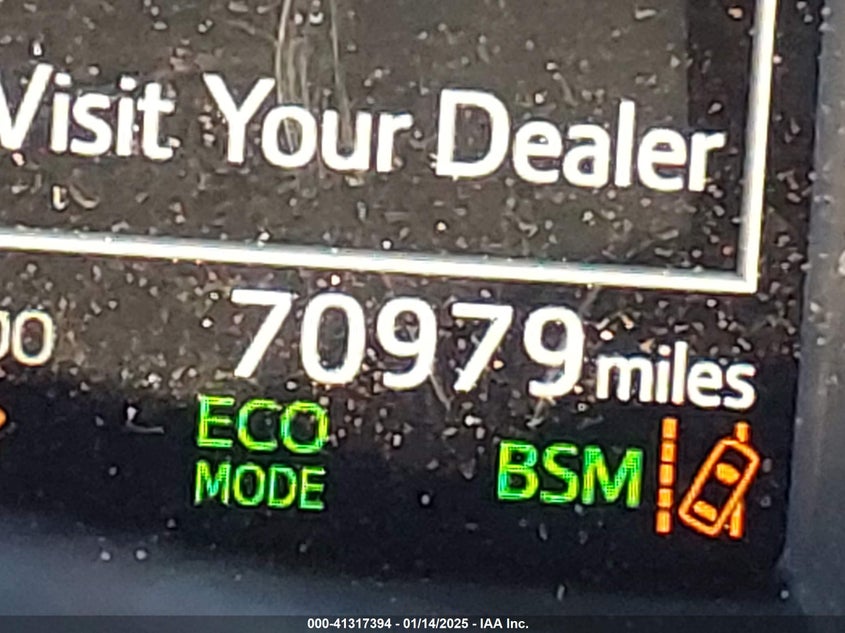 Visit Your Dealer
70979 miles
ECO
MODE
BSM
000-41317394 - 01/14/2025 - IAA Inc.